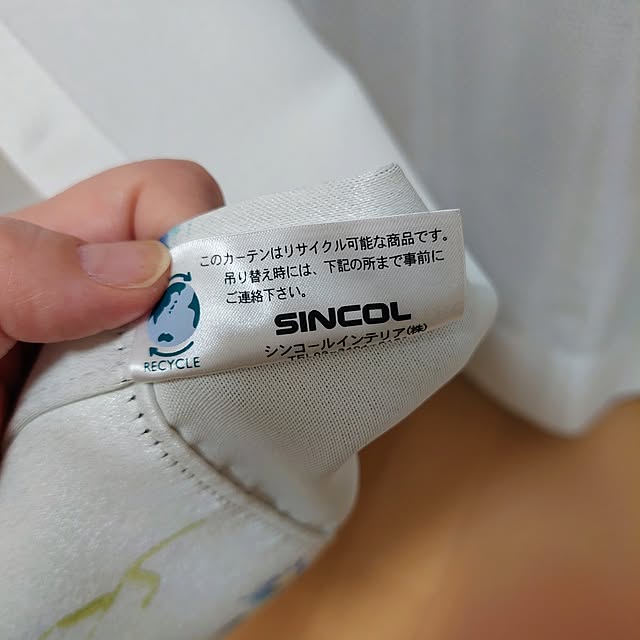 このカーテンはリサイクル可能な商品です。
吊り替え時には、下記の所まで事前に
ご連絡下さい。
SINCOL
シンコールインテリア(株)
RECYCLE